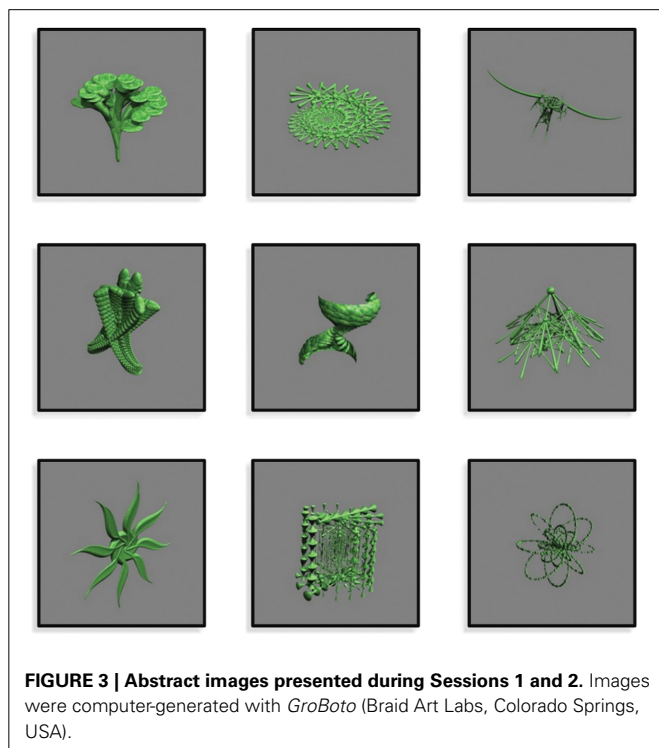 FIGURE 3 | Abstract images presented during Sessions 1 and 2. Images
were computer-generated with GroBoto (Braid Art Labs, Colorado Springs,
USA).